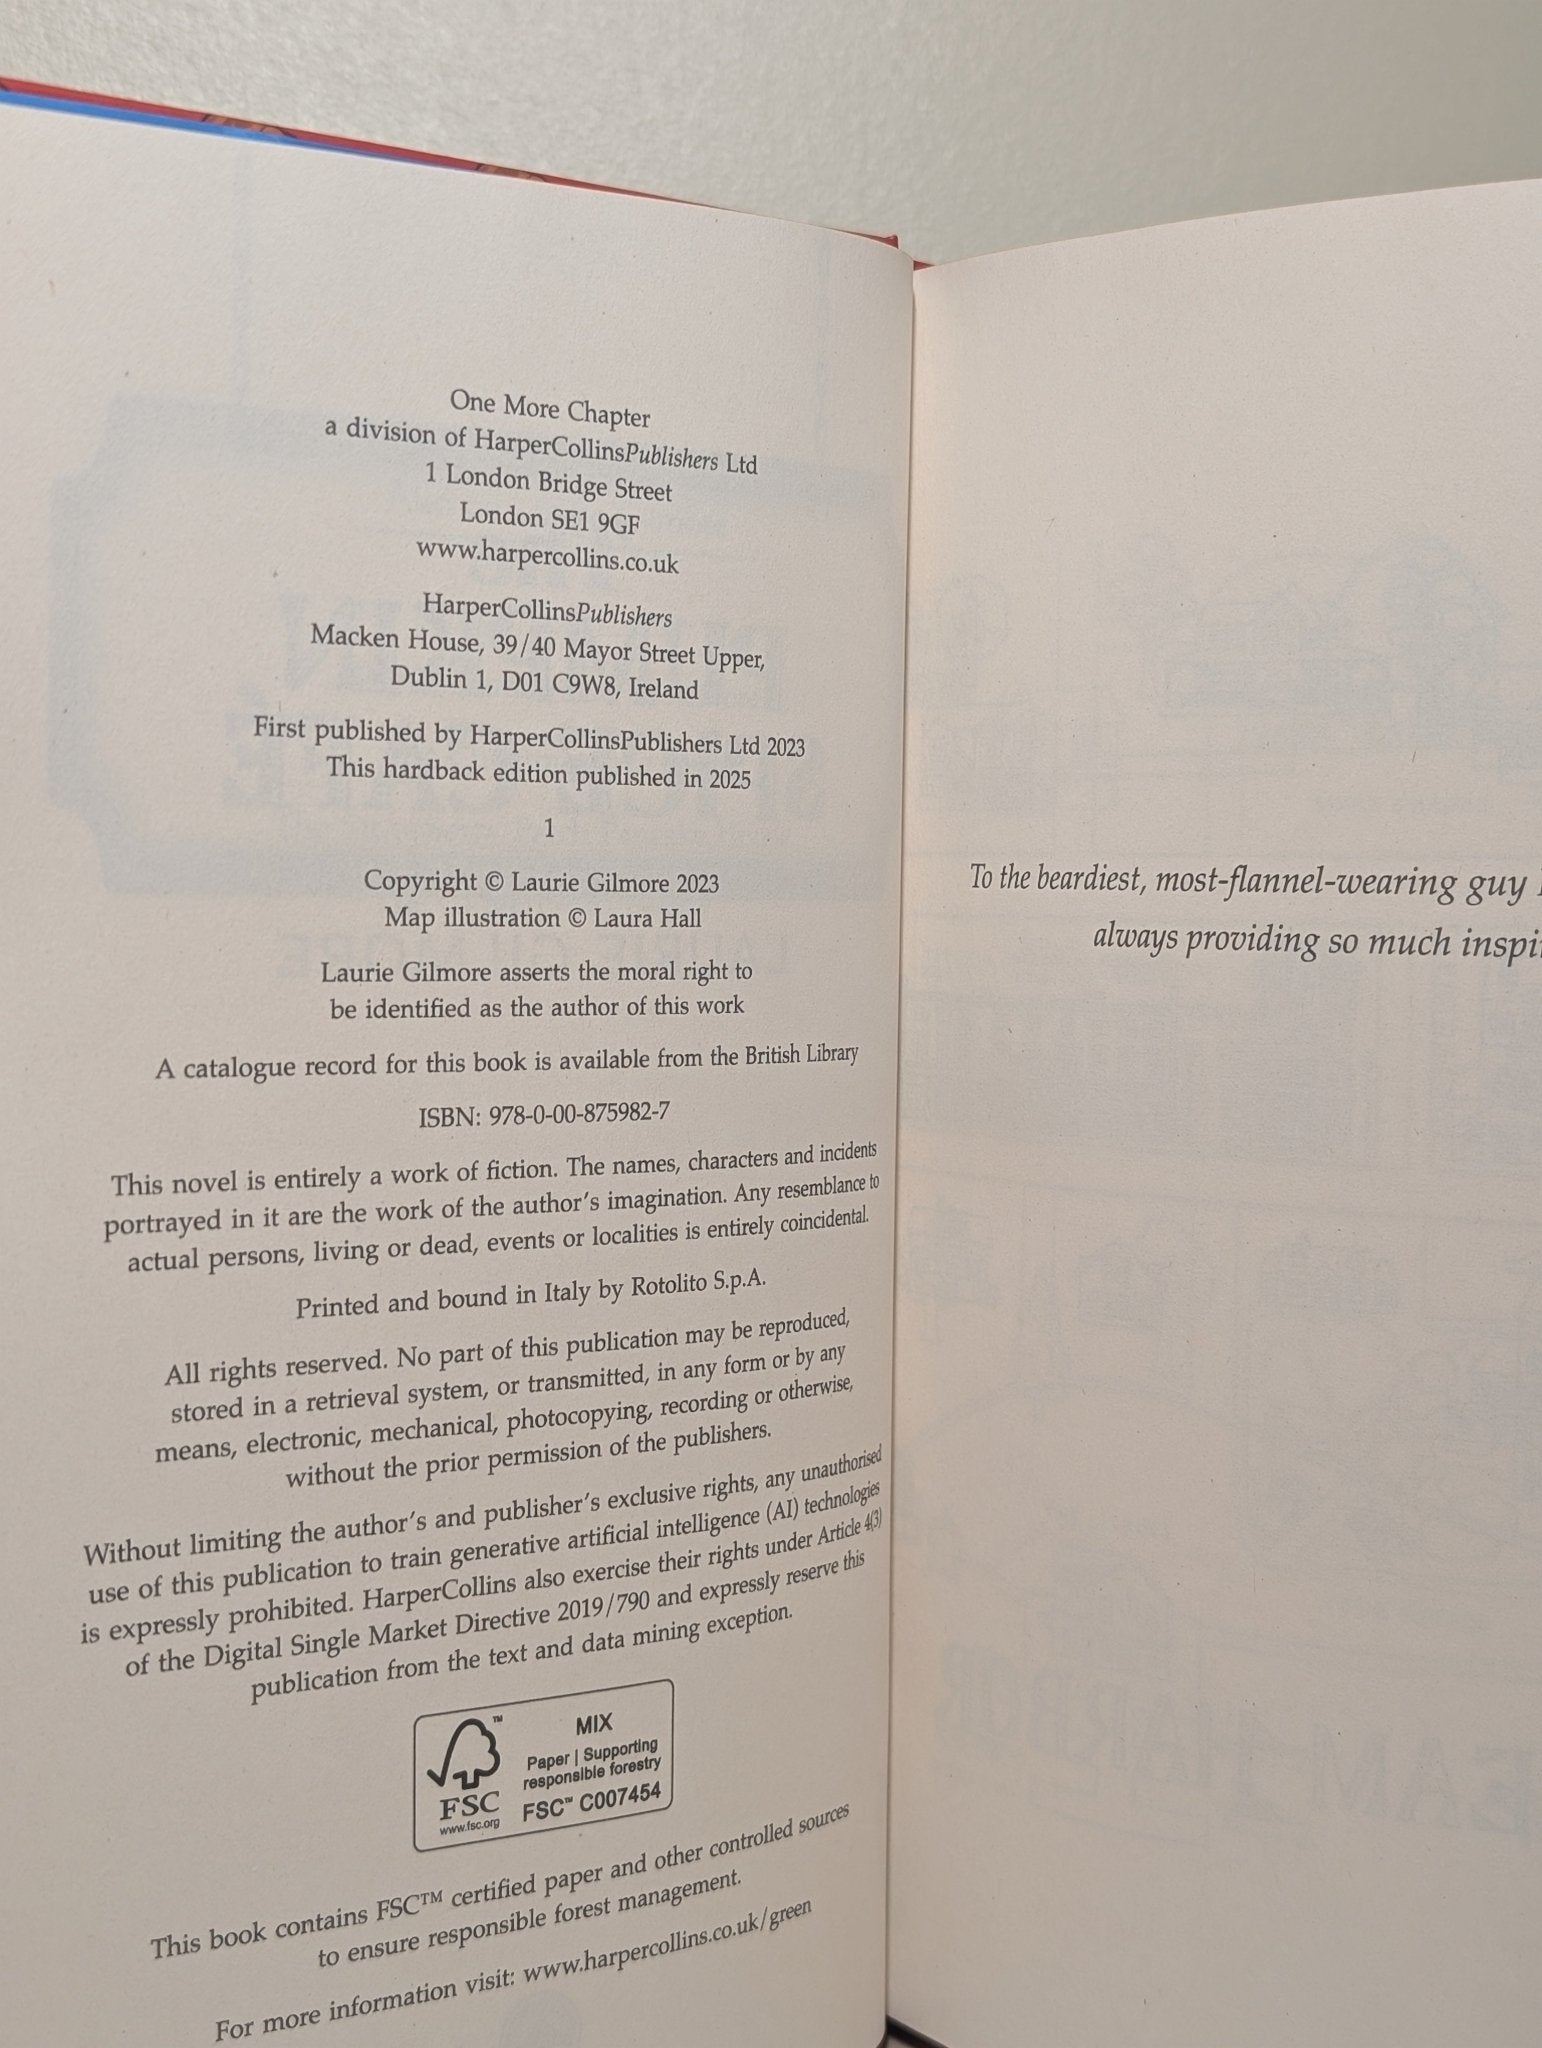 One More Chapter
a division of HarperCollinsPublishers Ltd
1 London Bridge Street
London SE1 9GF
www.harpercollins.co.uk
HarperCollinsPublishers
Macken House, 39/40 Mayor Street Upper,
Dublin 1, D01 C9W8, Ireland
First published by HarperCollinsPublishers Ltd 2023
This hardback edition published in 2025
1
Copyright © Laurie Gilmore 2023
Map illustration © Laura Hall
Laurie Gilmore asserts the moral right to
be identified as the author of this work
A catalogue record for this book is available from the British Library
ISBN: 978-0-00-875982-7
This novel is entirely a work of fiction. The names, characters and incidents
portrayed in it are the work of the author's imagination. Any resemblance to
actual persons, living or dead, events or localities is entirely coincidental.
Printed and bound in Italy by Rotolito S.p.A.
All rights reserved. No part of this publication may be reproduced,
stored in a retrieval system, or transmitted, in any form or by any
means, electronic, mechanical, photocopying, recording or otherwise,
without the prior permission of the publishers.
Without limiting the author's and publisher's exclusive rights, any unauthorised
use of this publication to train generative artificial intelligence (AI) technologies
is expressly prohibited. HarperCollins also exercise their rights under Article 4(3)
of the Digital Single Market Directive 2019/790 and expressly reserve this
publication from the text and data mining exception.
FSC
www.fsc.org
MIX
Paper | Supporting
responsible forestry
FSC™ C007454
This book contains FSC™ certified paper and other controlled sources
to ensure responsible forest management.
For more information visit: www.harpercollins.co.uk/green
To the beardiest, most-flannel-wearing guy
always providing so much inspi